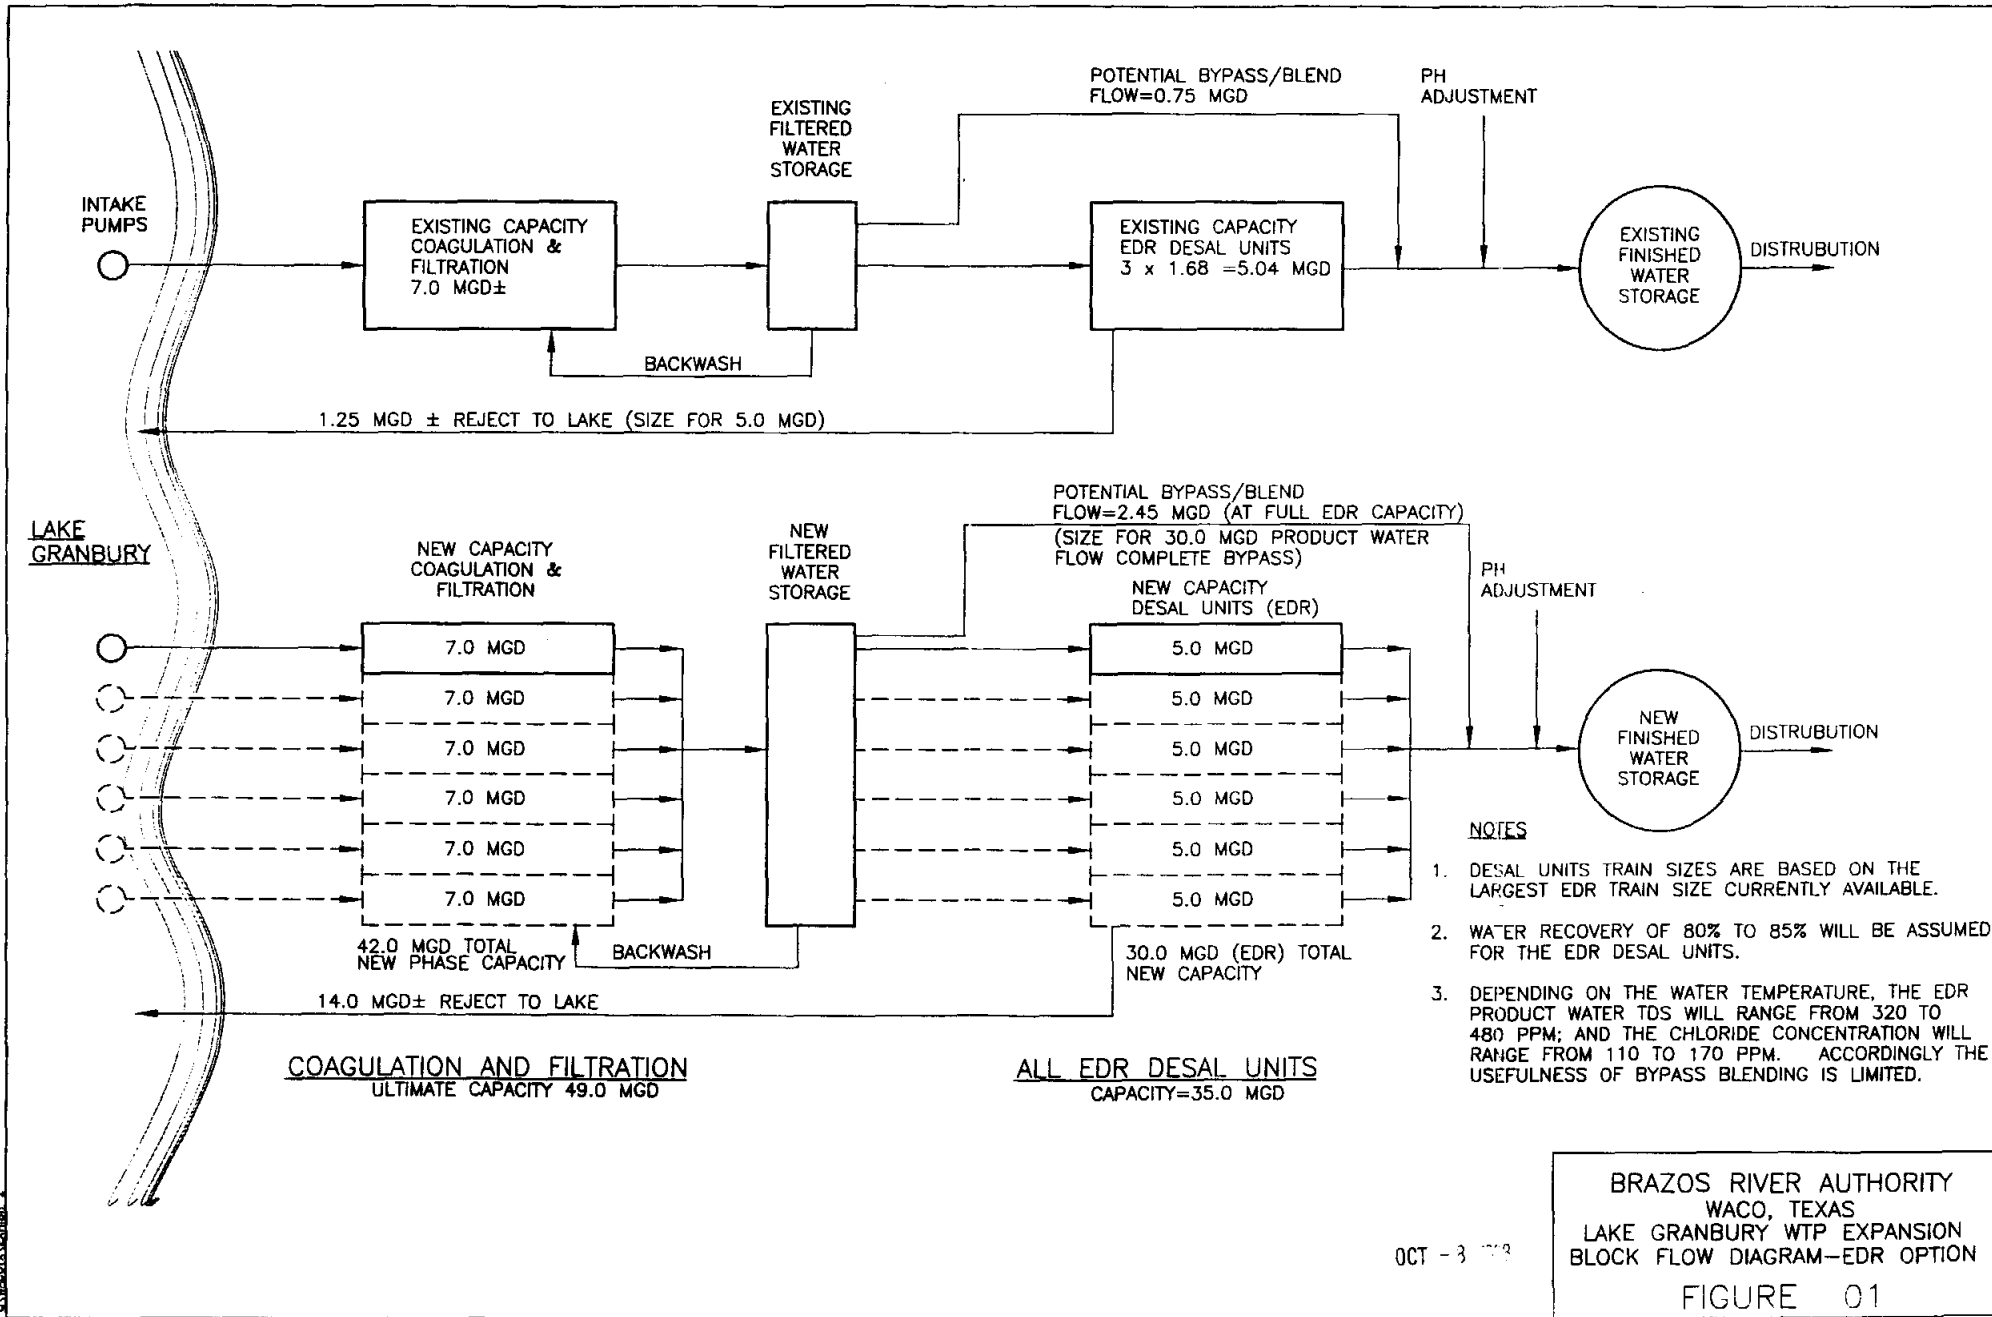 POTENTIAL BYPASS/BLEND
FLOW=0.75 MGD
PH
ADJUSTMENT
EXISTING
FILTERED
WATER
STORAGE
INTAKE
PUMPS
EXISTING CAPACITY
COAGULATION &
FILTRATION
7.0 MGD±
EXISTING CAPACITY
EDR DESAL UNITS
3 x 1.68 =5.04 MGD
EXISTING
FINISHED
WATER
STORAGE
DISTRUBUTION
BACKWASH
1.25 MGD ± REJECT TO LAKE (SIZE FOR 5.0 MGD)
LAKE
GRANBURY
NEW CAPACITY
COAGULATION &
FILTRATION
NEW
FILTERED
WATER
STORAGE
POTENTIAL BYPASS/BLEND
FLOW=2.45 MGD (AT FULL EDR CAPACITY)
(SIZE FOR 30.0 MGD PRODUCT WATER
FLOW COMPLETE BYPASS)
NEW CAPACITY
DESAL UNITS (EDR)
PH
ADJUSTMENT
7.0 MGD
7.0 MGD
7.0 MGD
7.0 MGD
7.0 MGD
7.0 MGD
5.0 MGD
5.0 MGD
5.0 MGD
5.0 MGD
5.0 MGD
5.0 MGD
NEW
FINISHED
WATER
STORAGE
DISTRUBUTION
42.0 MGD TOTAL
NEW PHASE CAPACITY
BACKWASH
30.0 MGD (EDR) TOTAL
NEW CAPACITY
14.0 MGD± REJECT TO LAKE
COAGULATION AND FILTRATION
ULTIMATE CAPACITY 49.0 MGD
ALL EDR DESAL UNITS
CAPACITY=35.0 MGD
NOTES
1. DESAL UNITS TRAIN SIZES ARE BASED ON THE
LARGEST EDR TRAIN SIZE CURRENTLY AVAILABLE.
2. WATER RECOVERY OF 80% TO 85% WILL BE ASSUMED
FOR THE EDR DESAL UNITS.
3. DEPENDING ON THE WATER TEMPERATURE, THE EDR
PRODUCT WATER TDS WILL RANGE FROM 320 TO
480 PPM; AND THE CHLORIDE CONCENTRATION WILL
RANGE FROM 110 TO 170 PPM. ACCORDINGLY THE
USEFULNESS OF BYPASS BLENDING IS LIMITED.
OCT - 3
BRAZOS RIVER AUTHORITY
WACO, TEXAS
LAKE GRANBURY WTP EXPANSION
BLOCK FLOW DIAGRAM-EDR OPTION
FIGURE 01